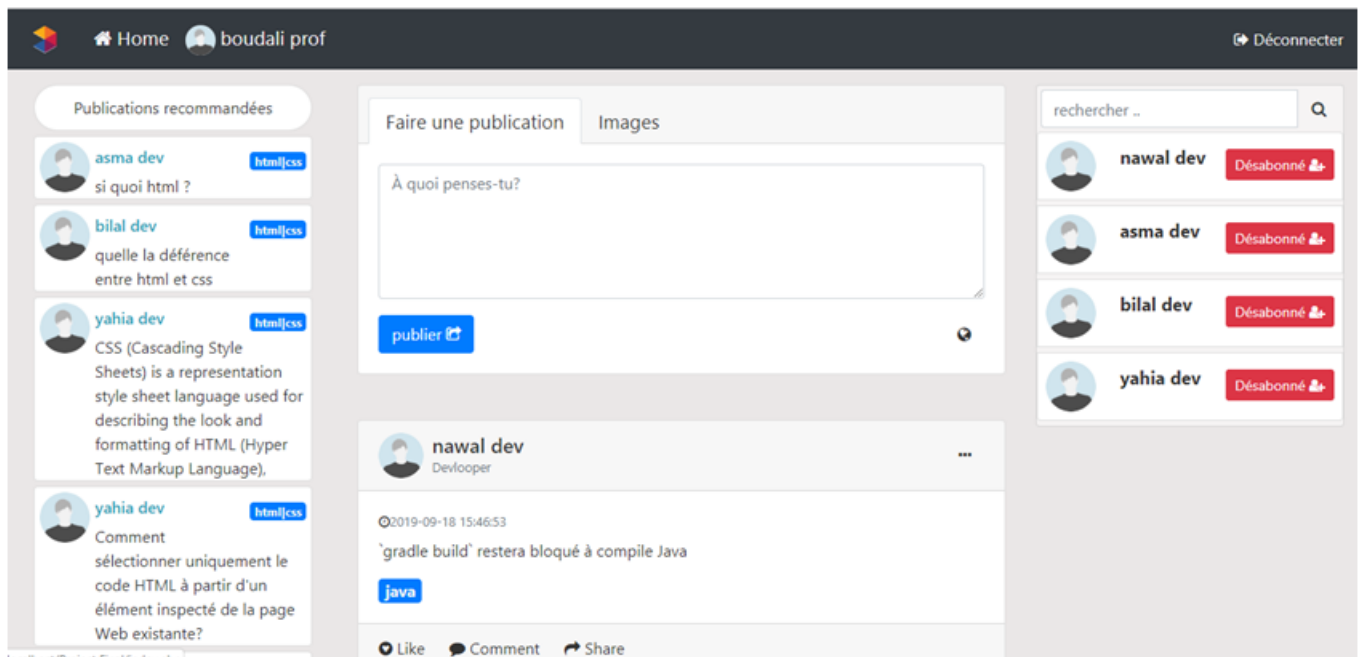 Home boudali prof Déconnecter
Publications recommandées
asma dev html|css
si quoi html ?
bilal dev html|css
quelle la déférence
entre html et css
yahia dev html|css
CSS (Cascading Style
Sheets) is a representation
style sheet language used for
describing the look and
formatting of HTML (Hyper
Text Markup Language),
yahia dev html|css
Comment
sélectionner uniquement le
code HTML à partir d'un
élément inspecté de la page
Web existante?
Faire une publication Images
À quoi penses-tu?
publier
nawal dev
Devlooper
2019-09-18 15:46:53
`gradle build` restera bloqué à compile Java
java
Like Comment Share
rechercher ..
nawal dev Désabonné
asma dev Désabonné
bilal dev Désabonné
yahia dev Désabonné